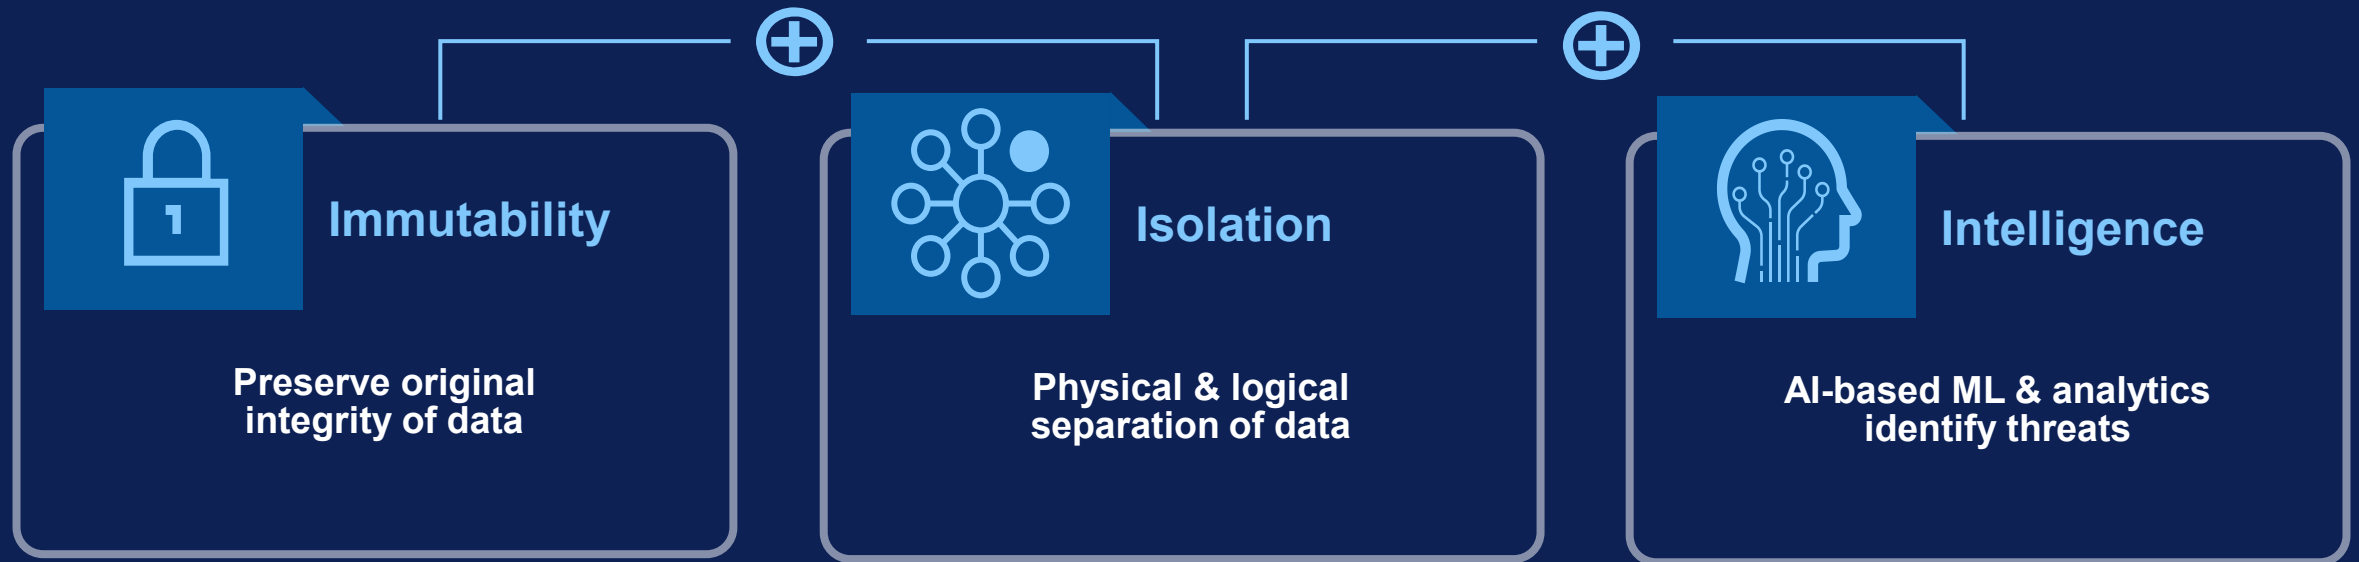 Immutability
Preserve original
integrity of data
Isolation
Physical & logical
separation of data
Intelligence
AI-based ML & analytics
identify threats